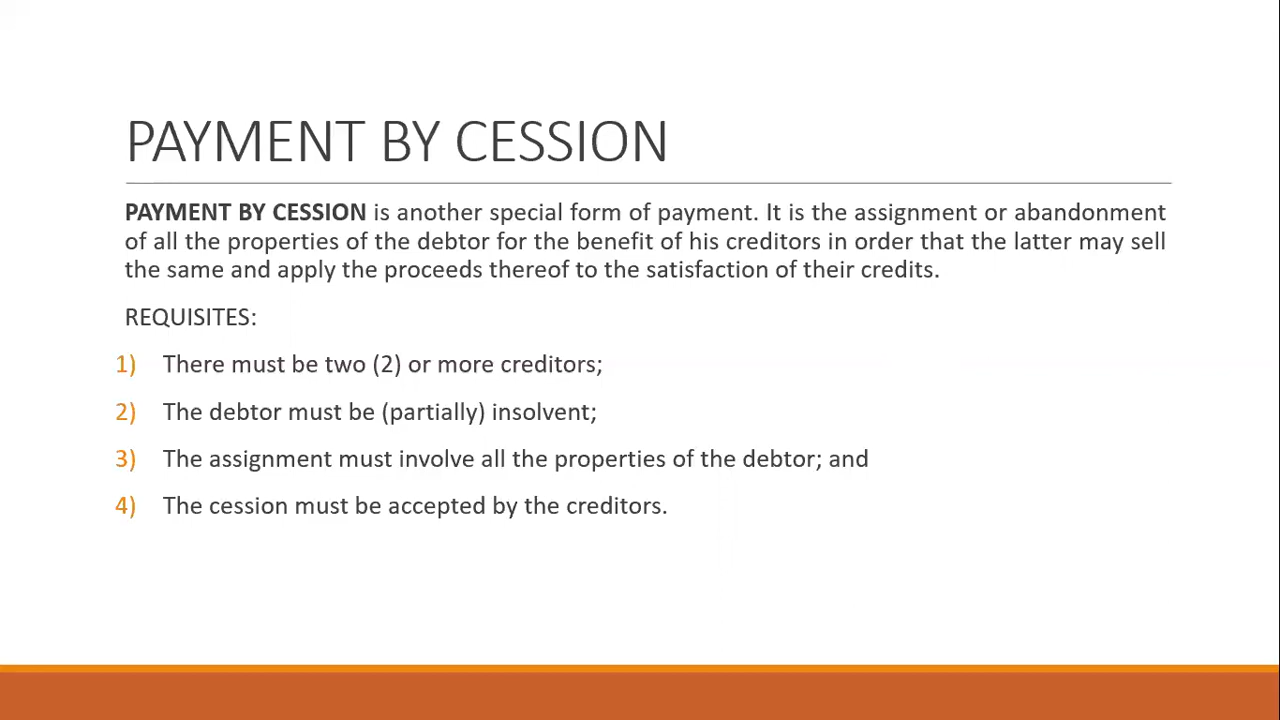 PAYMENT BY CESSION
PAYMENT BY CESSION is another special form of payment. It is the assignment or abandonment
of all the properties of the debtor for the benefit of his creditors in order that the latter may sell
the same and apply the proceeds thereof to the satisfaction of their credits.
REQUISITES:
1) There must be two (2) or more creditors;
2) The debtor must be (partially) insolvent;
3) The assignment must involve all the properties of the debtor; and
4) The cession must be accepted by the creditors.